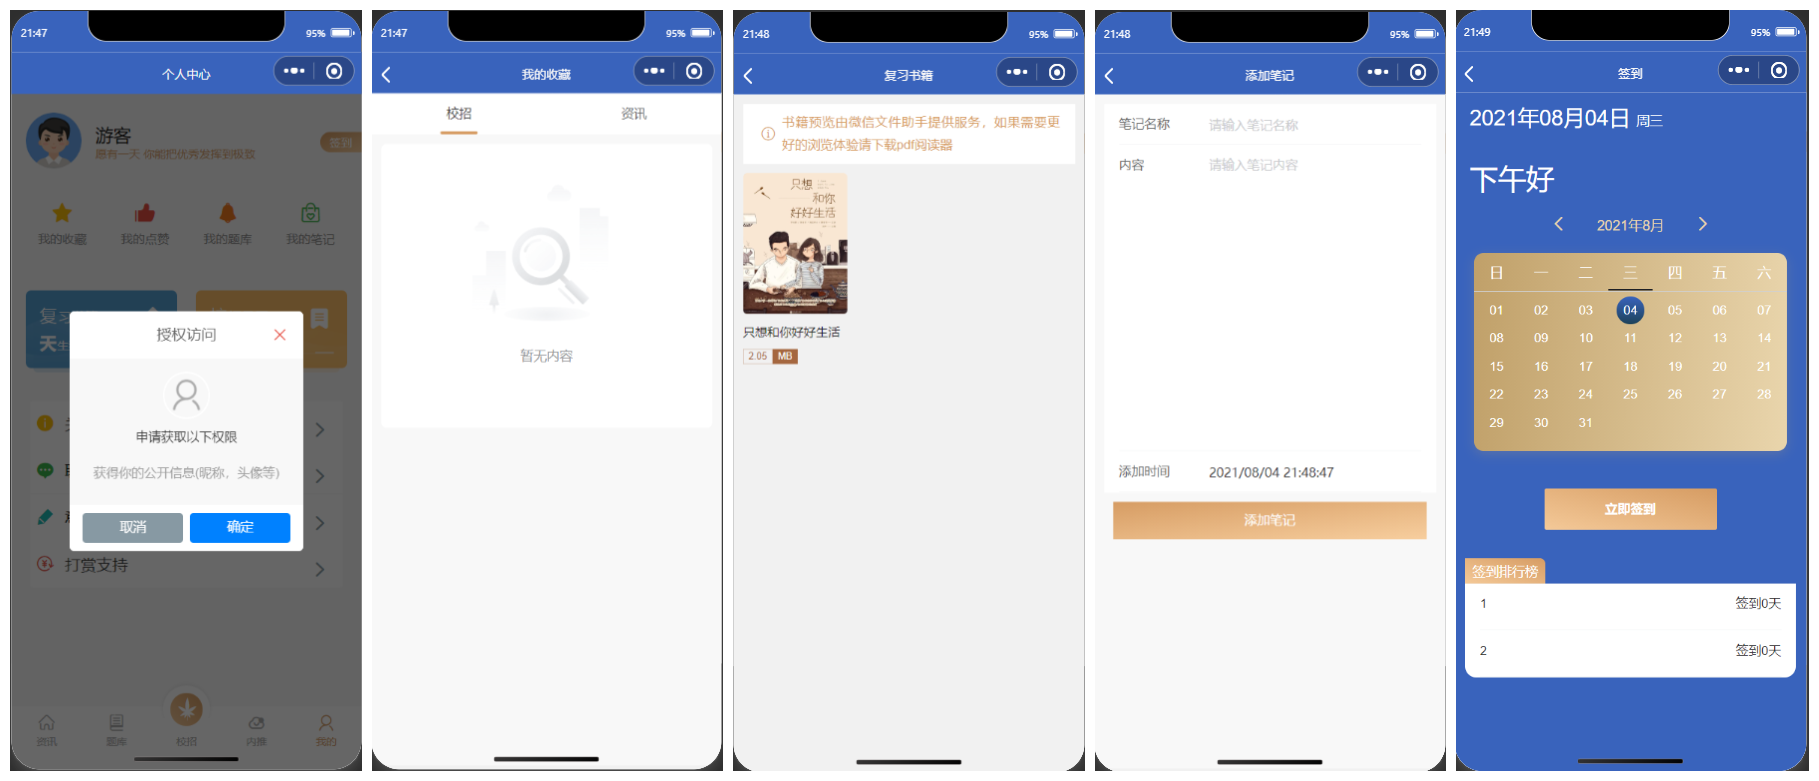 21:47
95%
个人中心
游客
愿有一天 你能把优秀发挥到极致
签到
我的收藏
我的点赞
我的题库
我的笔记
复习
天生
授权访问
申请获取以下权限
获得你的公开信息(昵称，头像等)
取消
确定
打赏支持
资讯
题库
校招
内推
我的
21:47
95%
我的收藏
校招
资讯
暂无内容
21:48
95%
复习书籍
书籍预览由微信文件助手提供服务，如果需要更
好的浏览体验请下载pdf阅读器
只想
和你
好好生活
只想和你好好生活
2.05 MB
21:48
95%
添加笔记
笔记名称 请输入笔记名称
内容 请输入笔记内容
添加时间 2021/08/04 21:48:47
添加笔记
21:49
95%
签到
2021年08月04日 周三
下午好
2021年8月
日 一 二 三 四 五 六
01 02 03 04 05 06 07
08 09 10 11 12 13 14
15 16 17 18 19 20 21
22 23 24 25 26 27 28
29 30 31
立即签到
签到排行榜
1 签到0天
2 签到0天